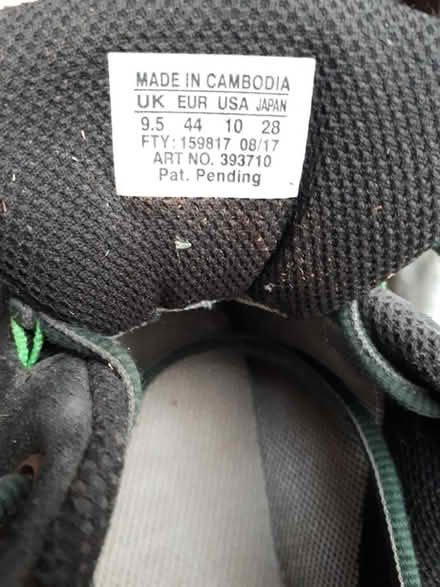 MADE IN CAMBODIA
UK EUR USA JAPAN
9.5 44 10 28
FTY: 159817 08/17
ART NO. 393710
Pat. Pending